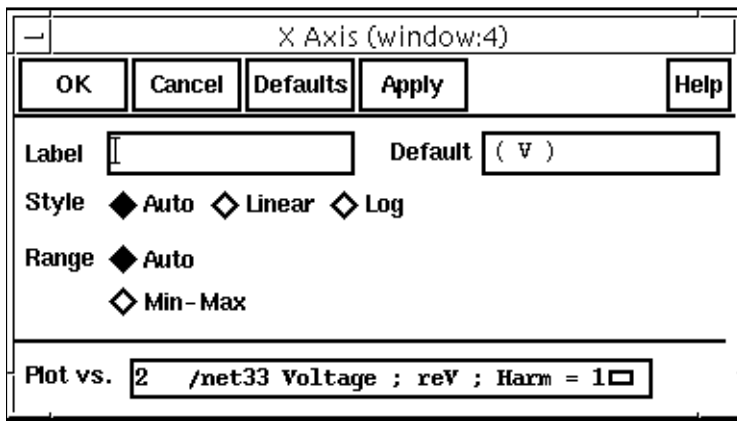 X Axis (window:4)
OK Cancel Defaults Apply Help
Label Default ( V )
Style Auto Linear Log
Range Auto
Min-Max
Plot vs. 2 /net33 Voltage ; reV ; Harm = 1